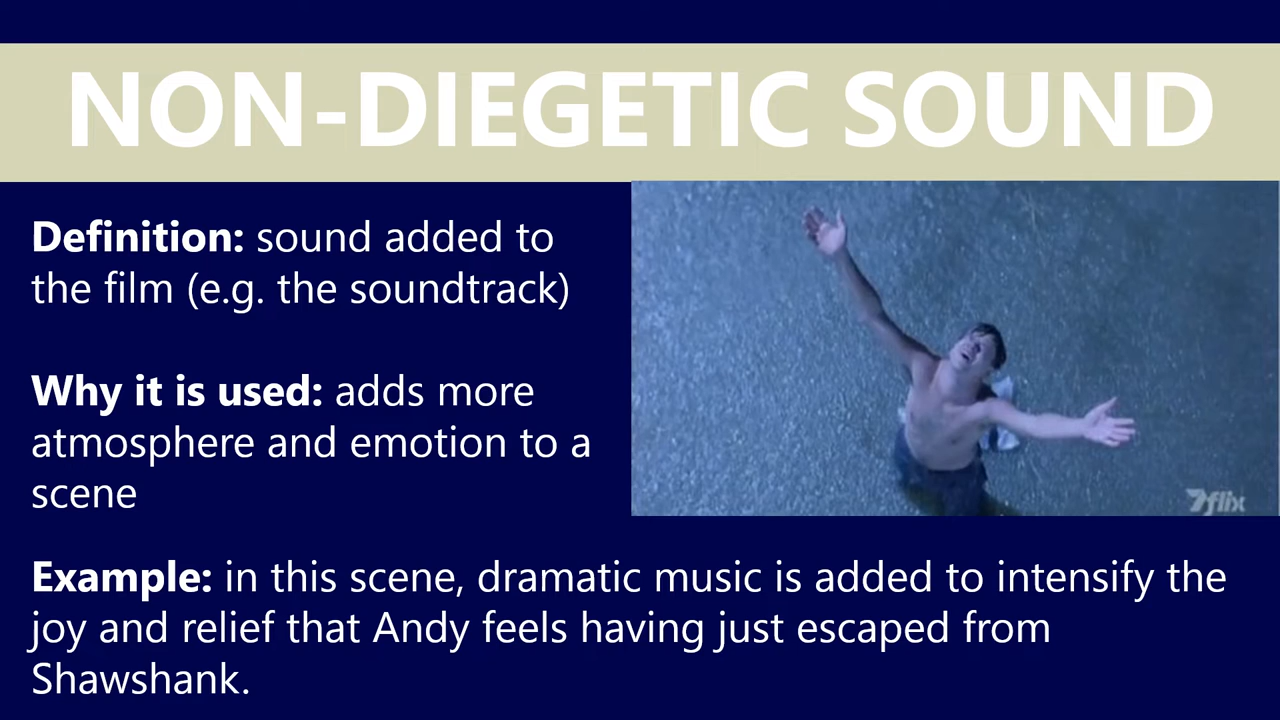 NON-DIEGETIC SOUND
Definition: sound added to
the film (e.g. the soundtrack)
Why it is used: adds more
atmosphere and emotion to a
scene
7flix
Example: in this scene, dramatic music is added to intensify the
joy and relief that Andy feels having just escaped from
Shawshank.